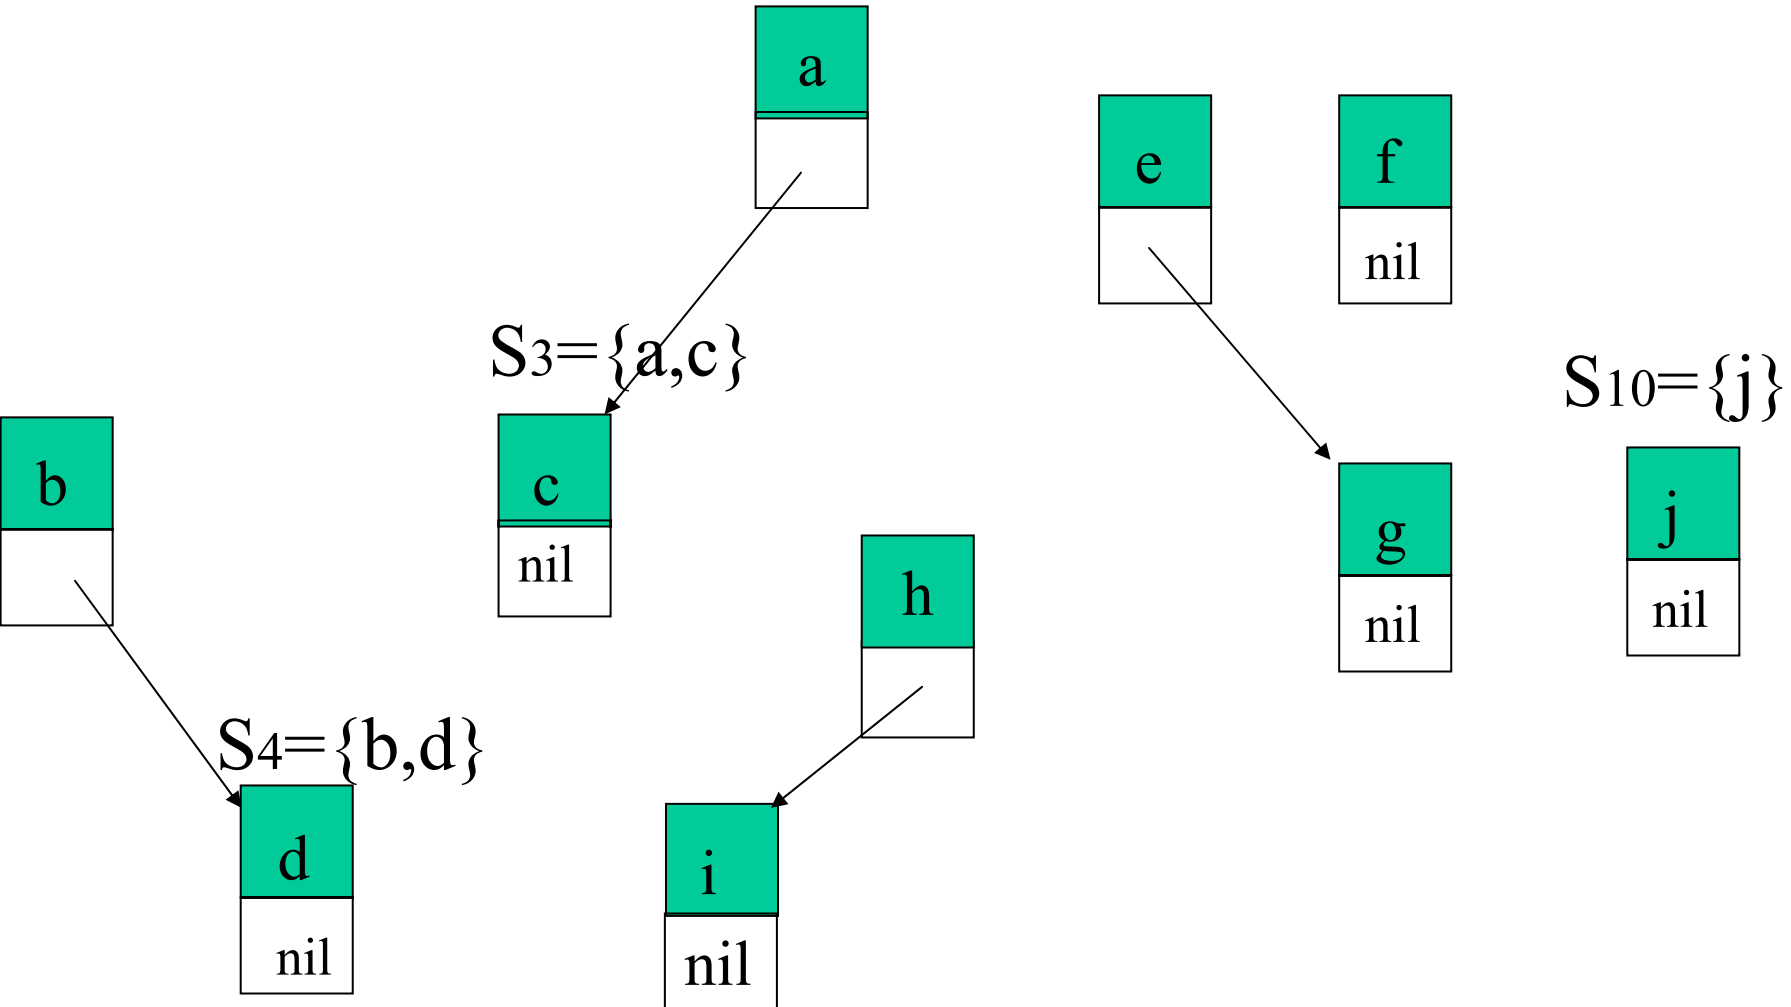 a
e
f
nil
S3={a,c}
S10={j}
b
c
nil
g
nil
j
nil
h
S4={b,d}
d
nil
i
nil